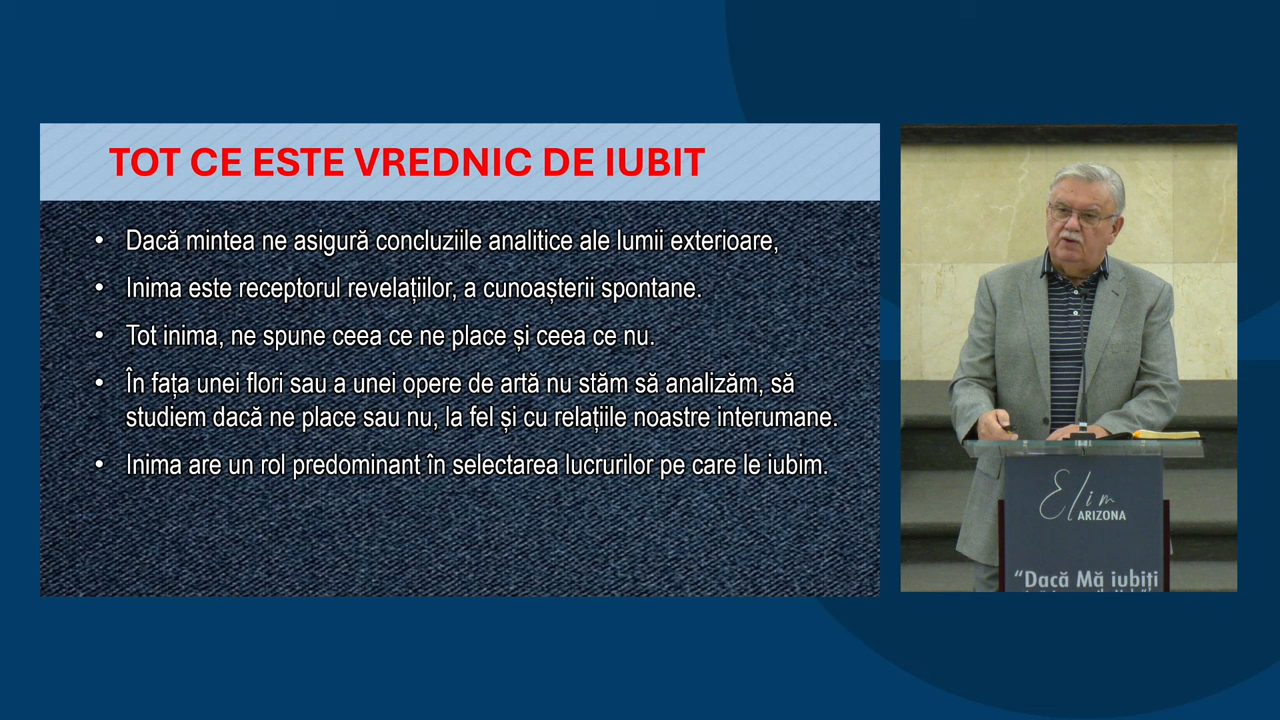 TOT CE ESTE VREDNIC DE IUBIT
• Dacă mintea ne asigură concluziile analitice ale lumii exterioare,
• Inima este receptorul revelațiilor, a cunoașterii spontane.
• Tot inima, ne spune ceea ce ne place și ceea ce nu.
• În fața unei flori sau a unei opere de artă nu stăm să analizăm, să
studiem dacă ne place sau nu, la fel și cu relațiile noastre interumane.
• Inima are un rol predominant în selectarea lucrurilor pe care le iubim.
Elim
ARIZONA
“Dacă Mă iubiți